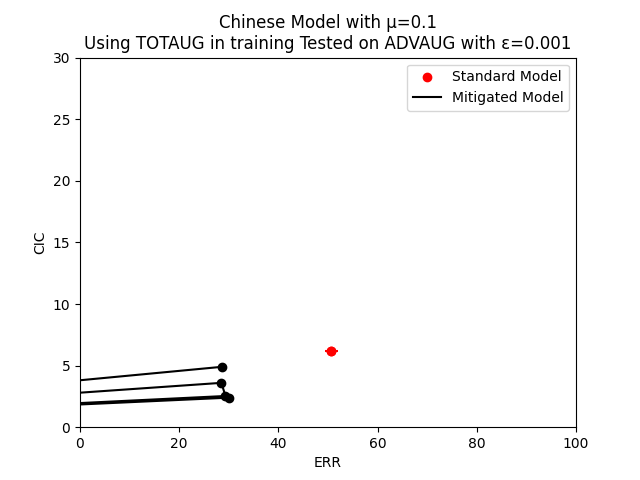 Chinese Model with μ=0.1
Using TOTAUG in training Tested on ADVAUG with ε=0.001
30
25
20
15
10
5
0
CIC
Standard Model
Mitigated Model
0 20 40 60 80 100
ERR